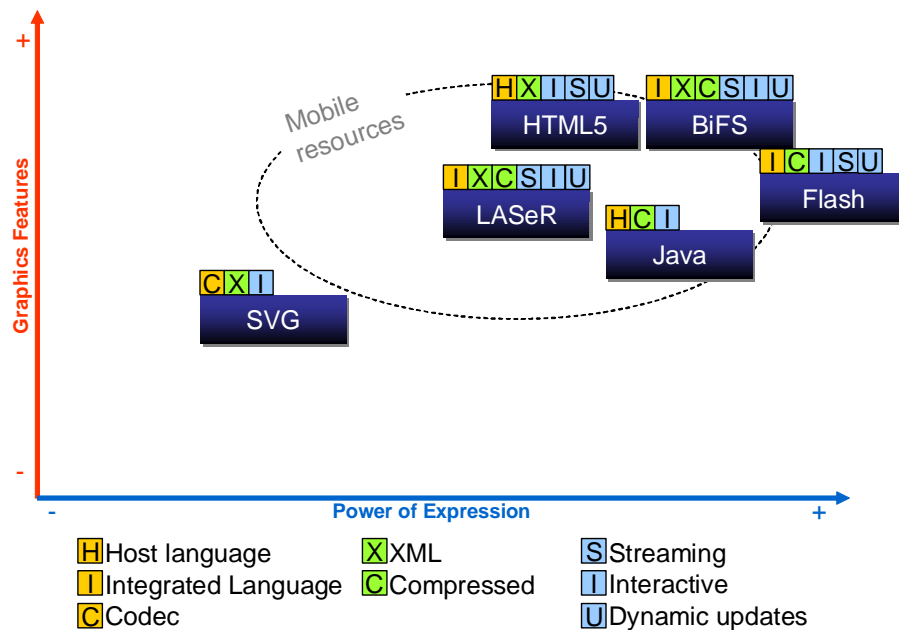 +
Graphics Features
-
Mobile
resources
H X I S U
HTML5
I X C S I U
BiFS
I C I S U
Flash
I X C S I U
LASeR
H C I
Java
C X I
SVG
-
Power of Expression
+
H Host language
I Integrated Language
C Codec
X XML
C Compressed
S Streaming
I Interactive
U Dynamic updates